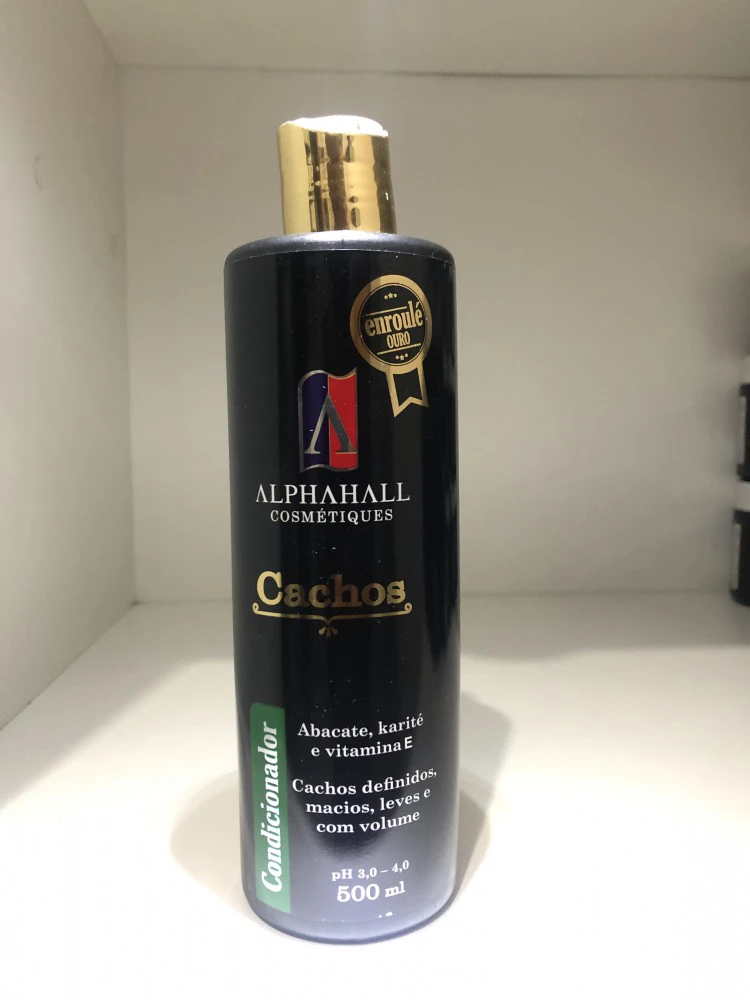 enroulé
OURO
ALPHAHALL
COSMÉTIQUES
Cachos
Condicionador
Abacate, karité
e vitamina E
Cachos definidos,
macios, leves e
com volume
pH 3,0 – 4,0
500 ml